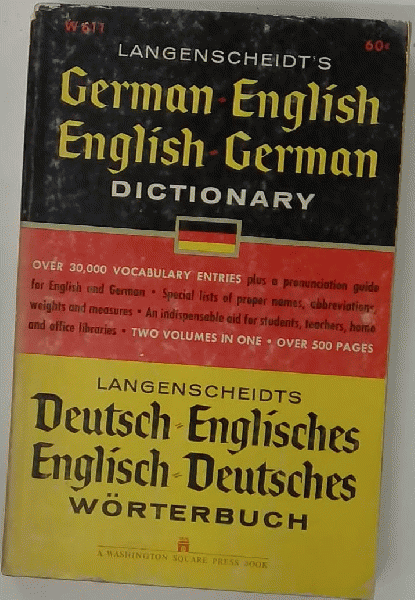 W 611
60¢
LANGENSCHEIDT'S
German-English
English-German
DICTIONARY
OVER 30,000 VOCABULARY ENTRIES plus a pronunciation guide
for English and German • Special lists of proper names, abbreviations,
weights and measures • An indispensable aid for students, teachers, home
and office libraries • TWO VOLUMES IN ONE • OVER 500 PAGES
LANGENSCHEIDTS
Deutsch-Englisches
Englisch-Deutsches
WÖRTERBUCH
A WASHINGTON SQUARE PRESS BOOK